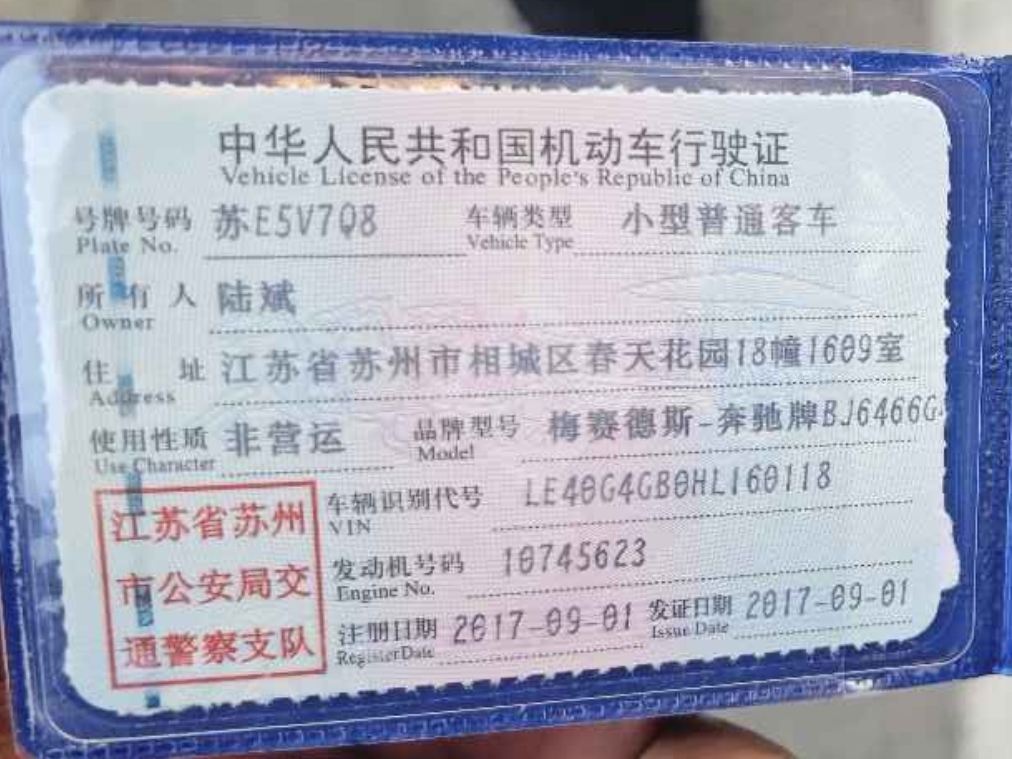 中华人民共和国机动车行驶证
Vehicle License of the People's Republic of China
号牌号码 苏E5V7Q8 车辆类型 小型普通客车
Plate No. Vehicle Type
所有人 陆斌
Owner
住址 江苏省苏州市相城区春天花园18幢1609室
Address
使用性质 非营运 品牌型号 梅赛德斯-奔驰牌BJ6466G
Use Character Model
江苏省苏州
市公安局交
通警察支队
车辆识别代号 LE40G4GB0HL160118
VIN
发动机号码 10745623
Engine No.
注册日期 2017-09-01 发证日期 2017-09-01
Register Date Issue Date